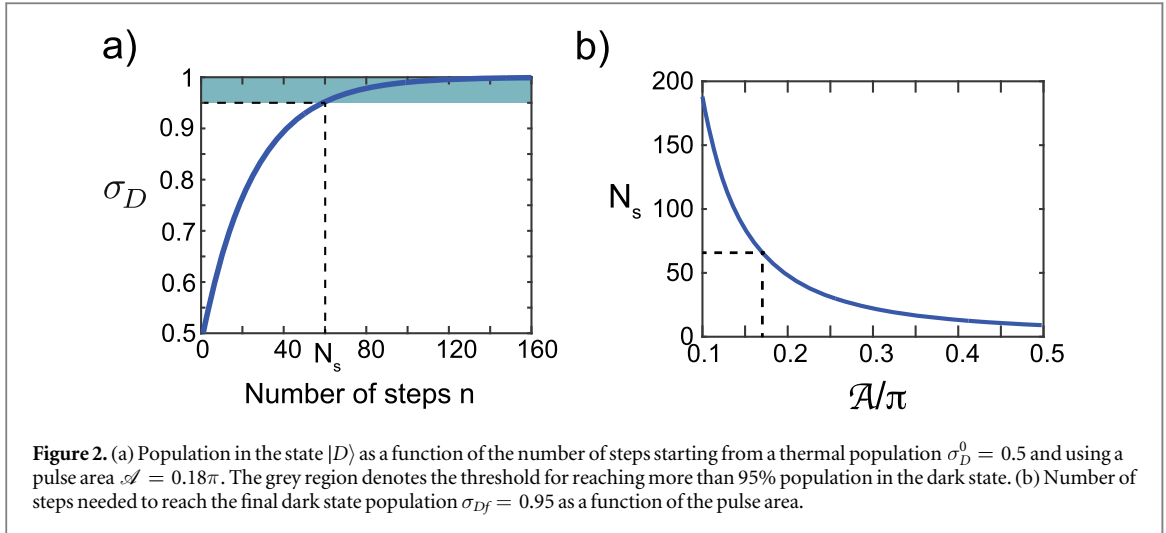 a)
1
0.9
0.8
0.7
0.6
0.5
σD
0 40 Ns 80 120 160
Number of steps n
b)
200
150
100
50
0
Ns
0.1 0.2 0.3 0.4 0.5
𝒜/π
Figure 2. (a) Population in the state |D⟩ as a function of the number of steps starting from a thermal population σ_D^0 = 0.5 and using a
pulse area 𝒜 = 0.18π. The grey region denotes the threshold for reaching more than 95% population in the dark state. (b) Number of
steps needed to reach the final dark state population σ_Df = 0.95 as a function of the pulse area.